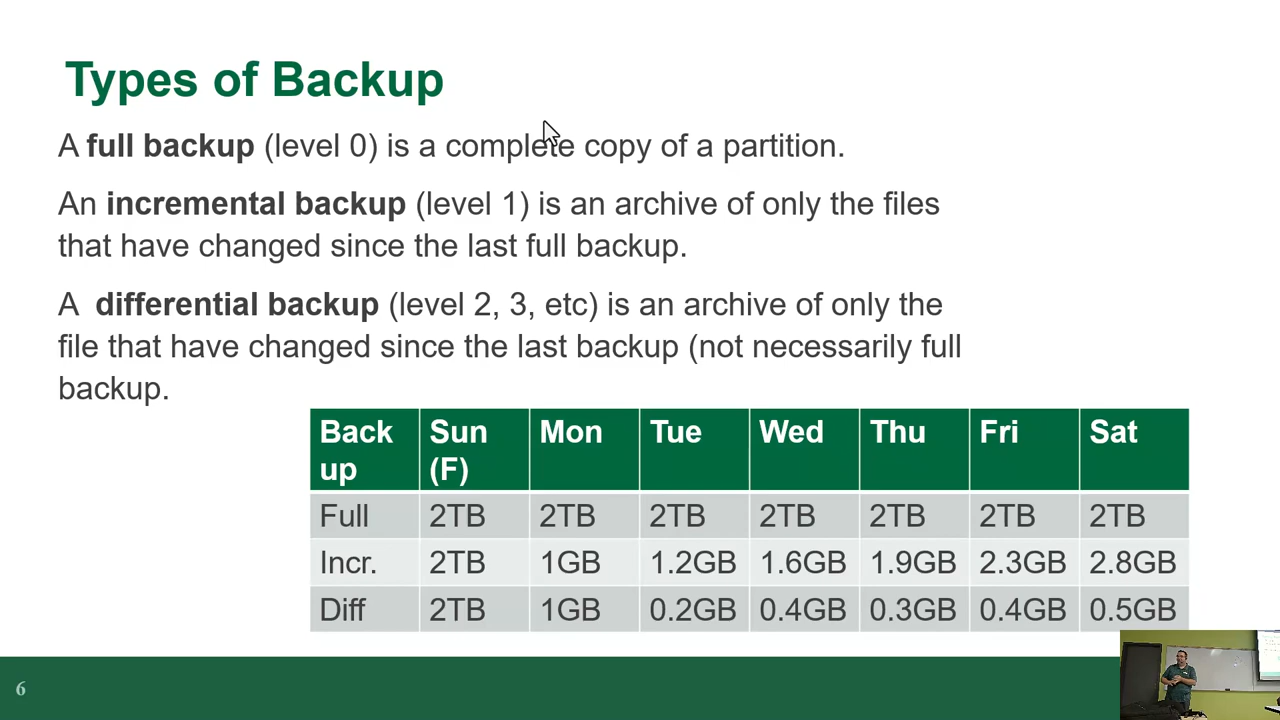 Types of Backup
A full backup (level 0) is a complete copy of a partition.
An incremental backup (level 1) is an archive of only the files
that have changed since the last full backup.
A differential backup (level 2, 3, etc) is an archive of only the
file that have changed since the last backup (not necessarily full
backup.
Back up Sun (F) Mon Tue Wed Thu Fri Sat
Full 2TB 2TB 2TB 2TB 2TB 2TB 2TB
Incr. 2TB 1GB 1.2GB 1.6GB 1.9GB 2.3GB 2.8GB
Diff 2TB 1GB 0.2GB 0.4GB 0.3GB 0.4GB 0.5GB
6